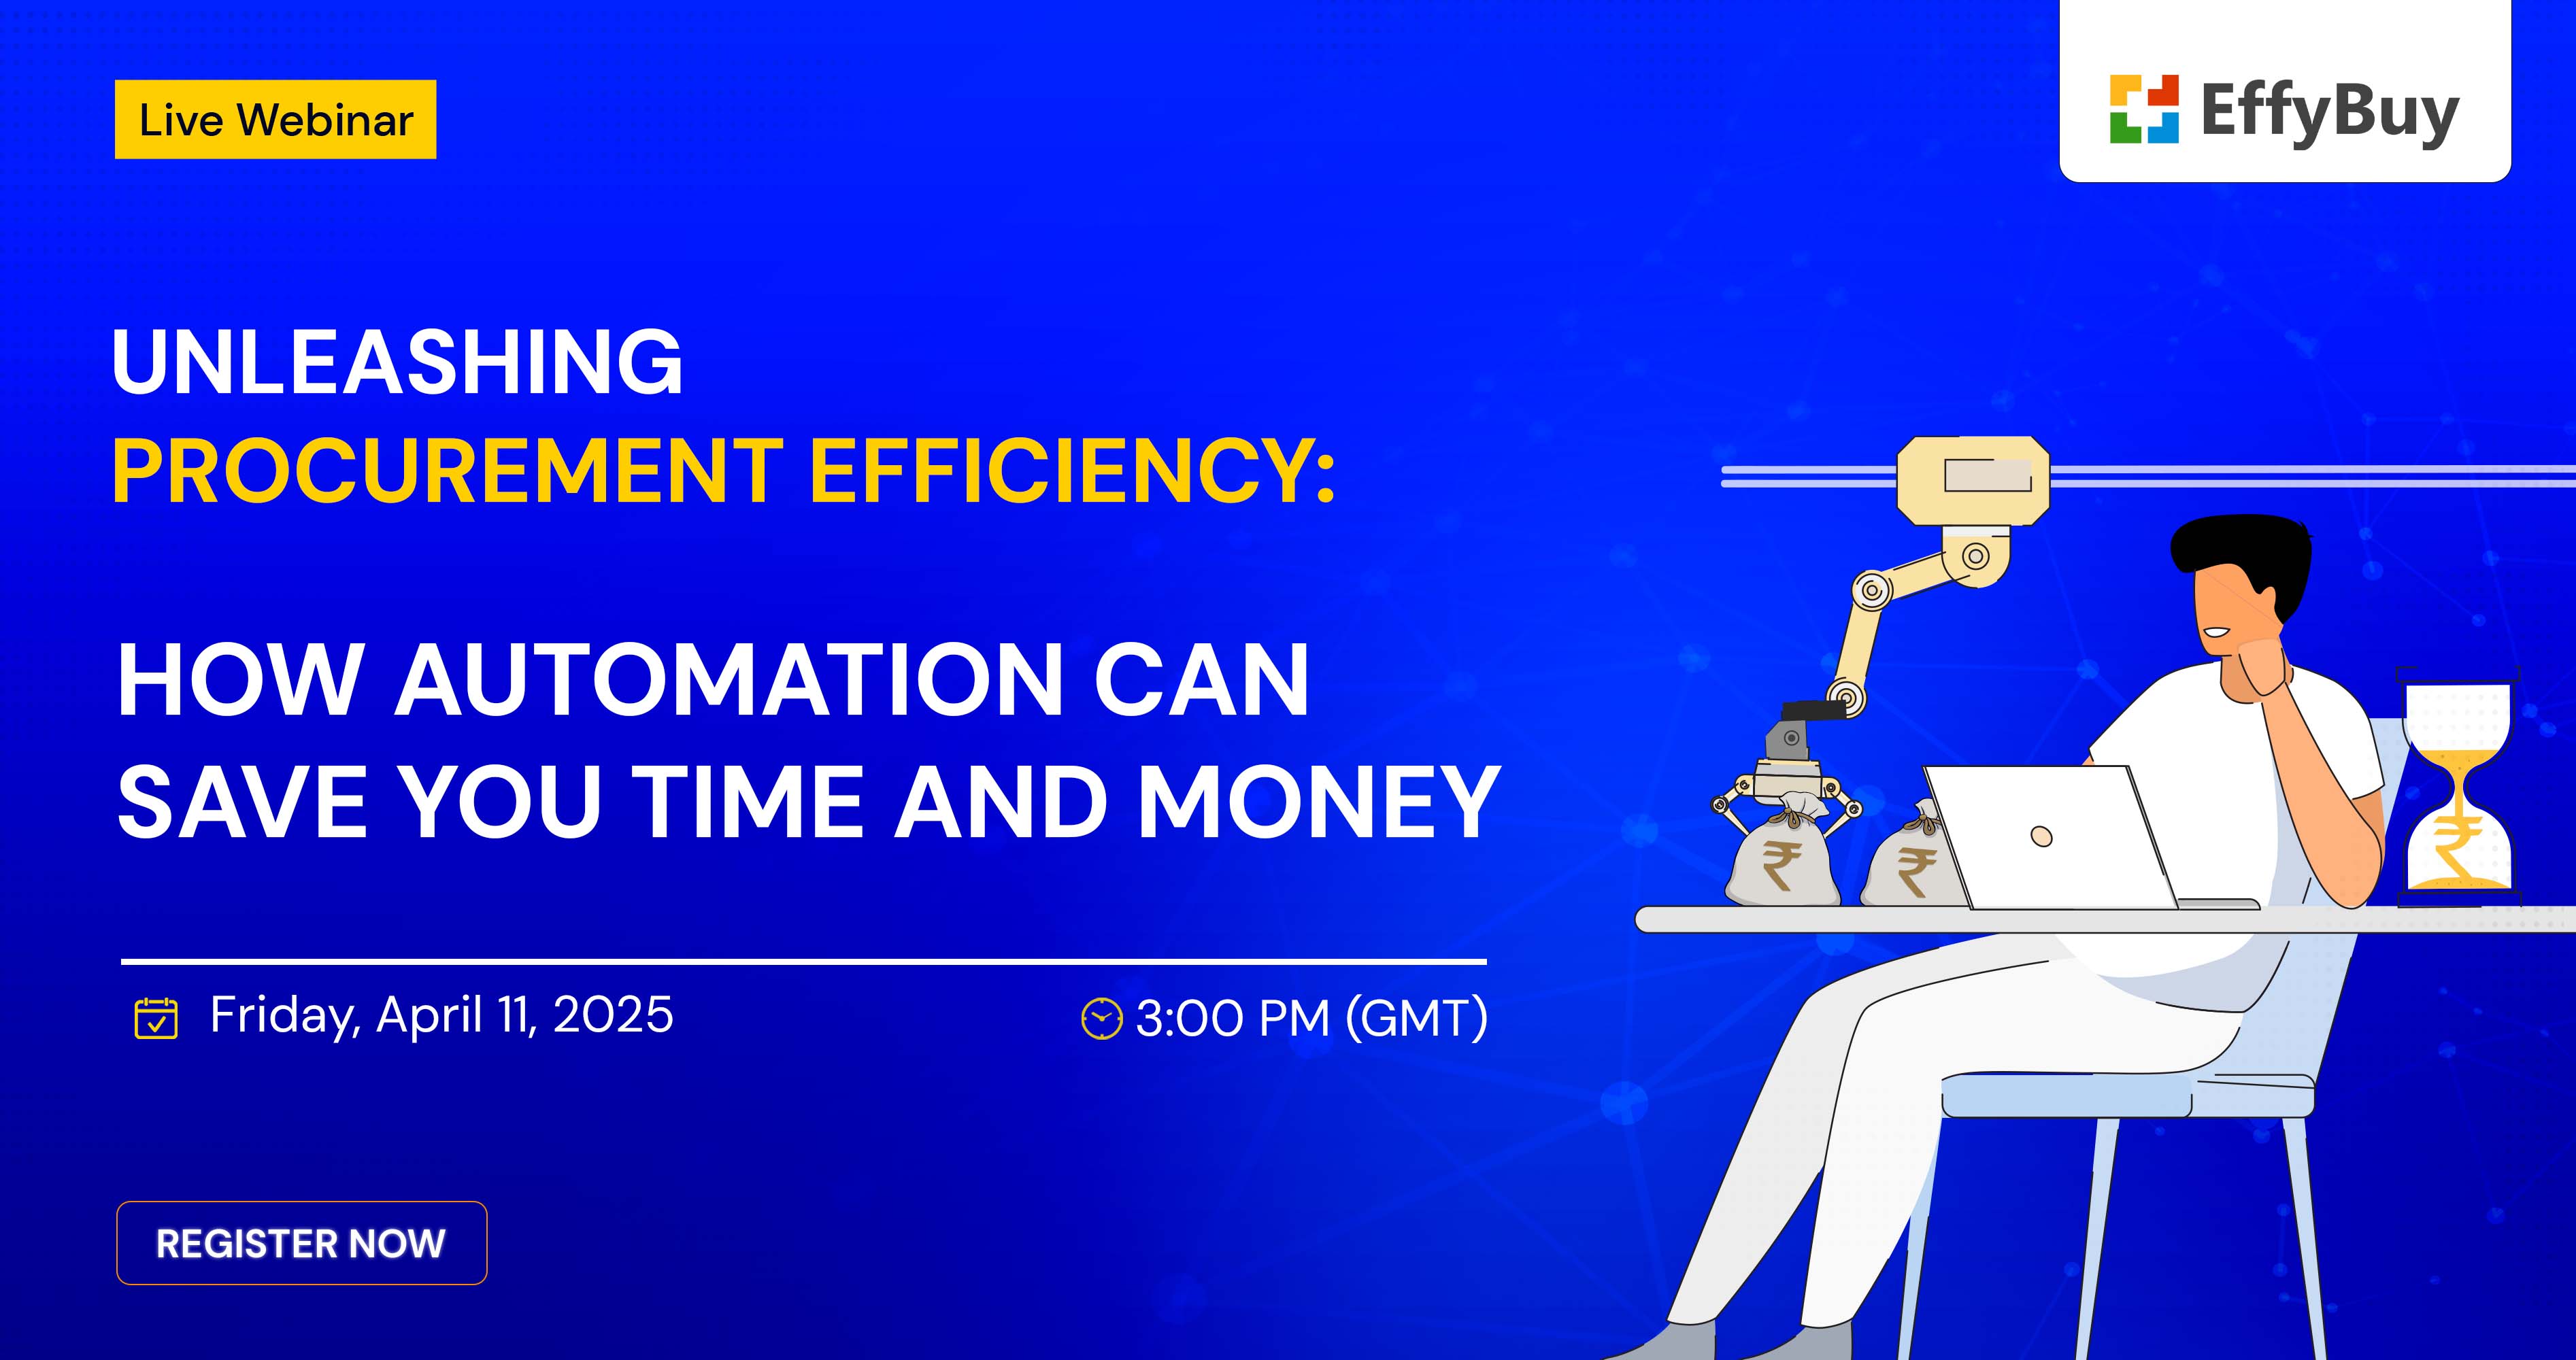 Live Webinar
EffyBuy
UNLEASHING
PROCUREMENT EFFICIENCY:
HOW AUTOMATION CAN
SAVE YOU TIME AND MONEY
Friday, April 11, 2025
3:00 PM (GMT)
₹
₹
₹
REGISTER NOW